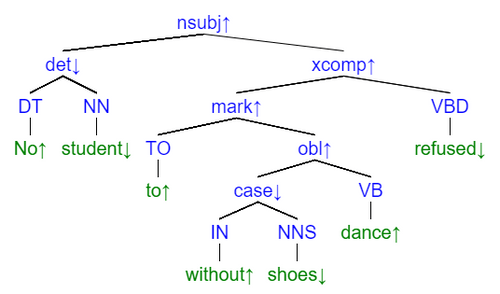 nsubj↑
det↓ xcomp↑
DT NN mark↑ VBD
No↑ student↓ TO obl↑ refused↓
to↑ case↓ VB
IN NNS dance↑
without↑ shoes↓